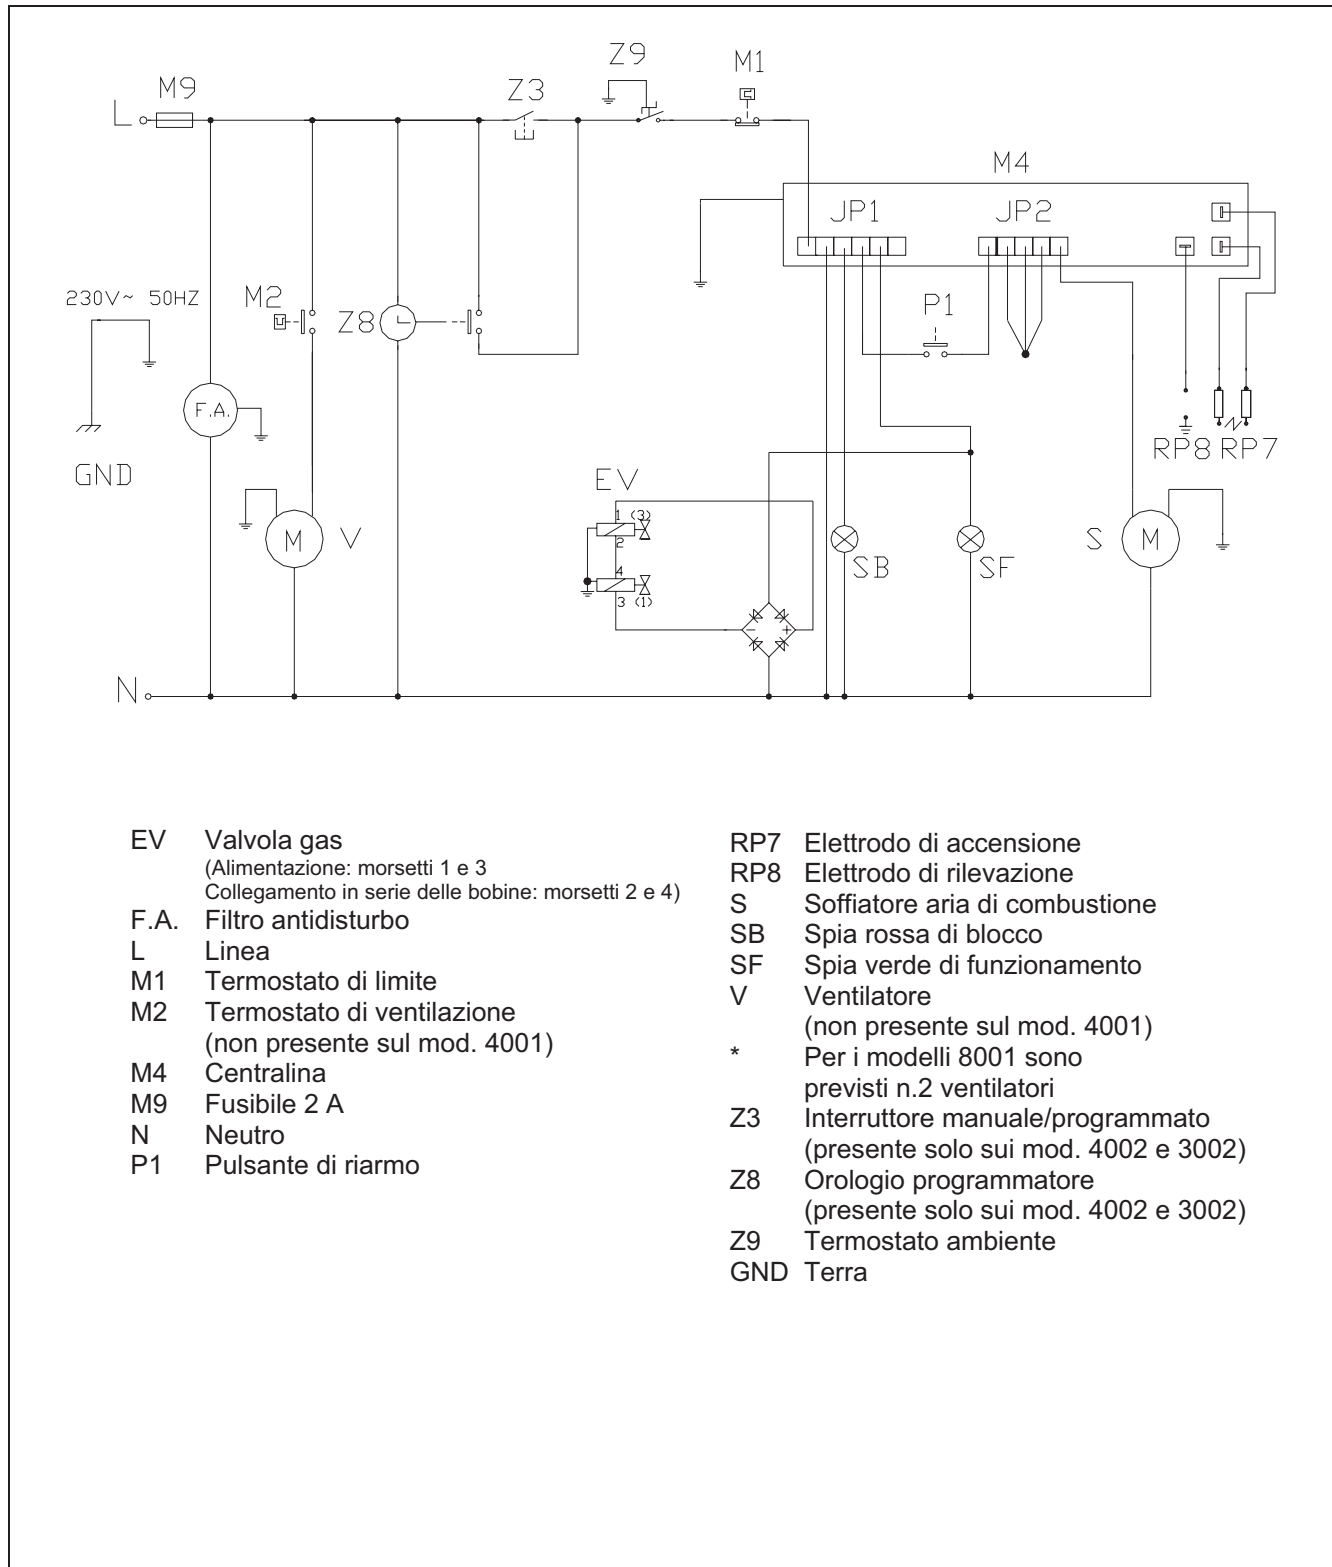 Z9
M1
M9
Z3
L
M4
JP1
JP2
230V~ 50HZ
M2
Z8
P1
F.A.
RP8 RP7
GND
EV
1 (3)
2
M
V
4
3 (1)
SB
SF
S
M
- +
N
EV Valvola gas
(Alimentazione: morsetti 1 e 3
Collegamento in serie delle bobine: morsetti 2 e 4)
F.A. Filtro antidisturbo
L Linea
M1 Termostato di limite
M2 Termostato di ventilazione
(non presente sul mod. 4001)
M4 Centralina
M9 Fusibile 2 A
N Neutro
P1 Pulsante di riarmo
RP7 Elettrodo di accensione
RP8 Elettrodo di rilevazione
S Soffiatore aria di combustione
SB Spia rossa di blocco
SF Spia verde di funzionamento
V Ventilatore
(non presente sul mod. 4001)
* Per i modelli 8001 sono
previsti n.2 ventilatori
Z3 Interruttore manuale/programmato
(presente solo sui mod. 4002 e 3002)
Z8 Orologio programmatore
(presente solo sui mod. 4002 e 3002)
Z9 Termostato ambiente
GND Terra